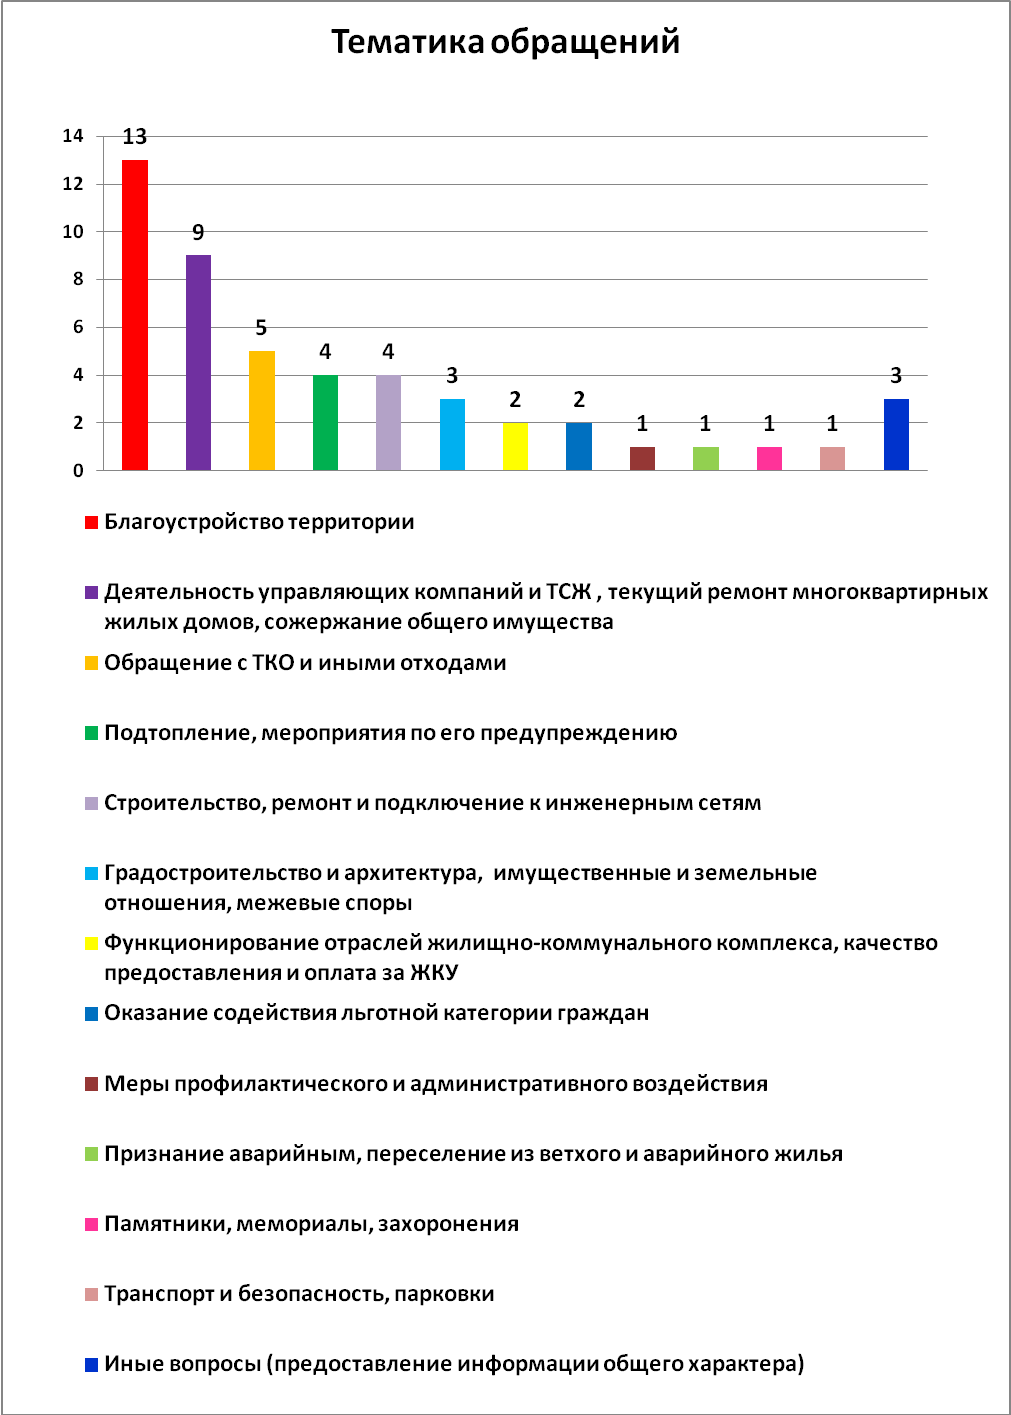 Тематика обращений
14
12
10
8
6
4
2
0
13
9
5
4
4
3
2
2
1
1
1
1
3
Благоустройство территории
Деятельность управляющих компаний и ТСЖ , текущий ремонт многоквартирных
жилых домов, сожержание общего имущества
Обращение с ТКО и иными отходами
Подтопление, мероприятия по его предупреждению
Строительство, ремонт и подключение к инженерным сетям
Градостроительство и архитектура,  имущественные и земельные
отношения, межевые споры
Функционирование отраслей жилищно-коммунального комплекса, качество
предоставления и оплата за ЖКУ
Оказание содействия льготной категории граждан
Меры профилактического и административного воздействия
Признание аварийным, переселение из ветхого и аварийного жилья
Памятники, мемориалы, захоронения
Транспорт и безопасность, парковки
Иные вопросы (предоставление информации общего характера)